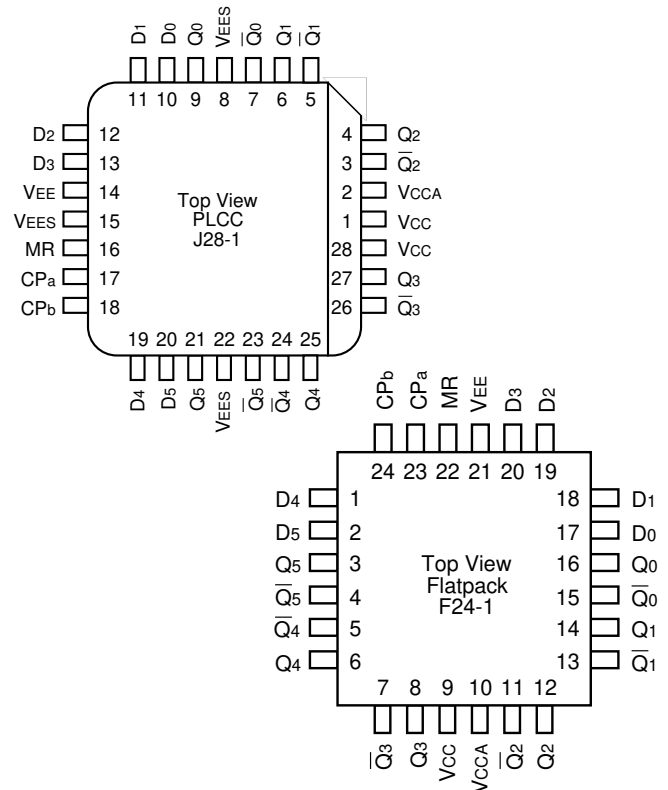 D1 D0 Q0 VEES Q̅0 Q1 Q̅1
11 10 9 8 7 6 5
D2 12
D3 13
VEE 14
VEES 15
MR 16
CPa 17
CPb 18
Top View
PLCC
J28-1
4 Q2
3 Q̅2
2 VCCA
1 VCC
28 VCC
27 Q3
26 Q̅3
19 20 21 22 23 24 25
D4 D5 Q5 VEES Q̅5 Q̅4 Q4
CPb CPa MR VEE D3 D2
24 23 22 21 20 19
D4 1
D5 2
Q5 3
Q̅5 4
Q̅4 5
Q4 6
Top View
Flatpack
F24-1
18 D1
17 D0
16 Q0
15 Q̅0
14 Q1
13 Q̅1
7 8 9 10 11 12
Q̅3 Q3 VCC VCCA Q̅2 Q2